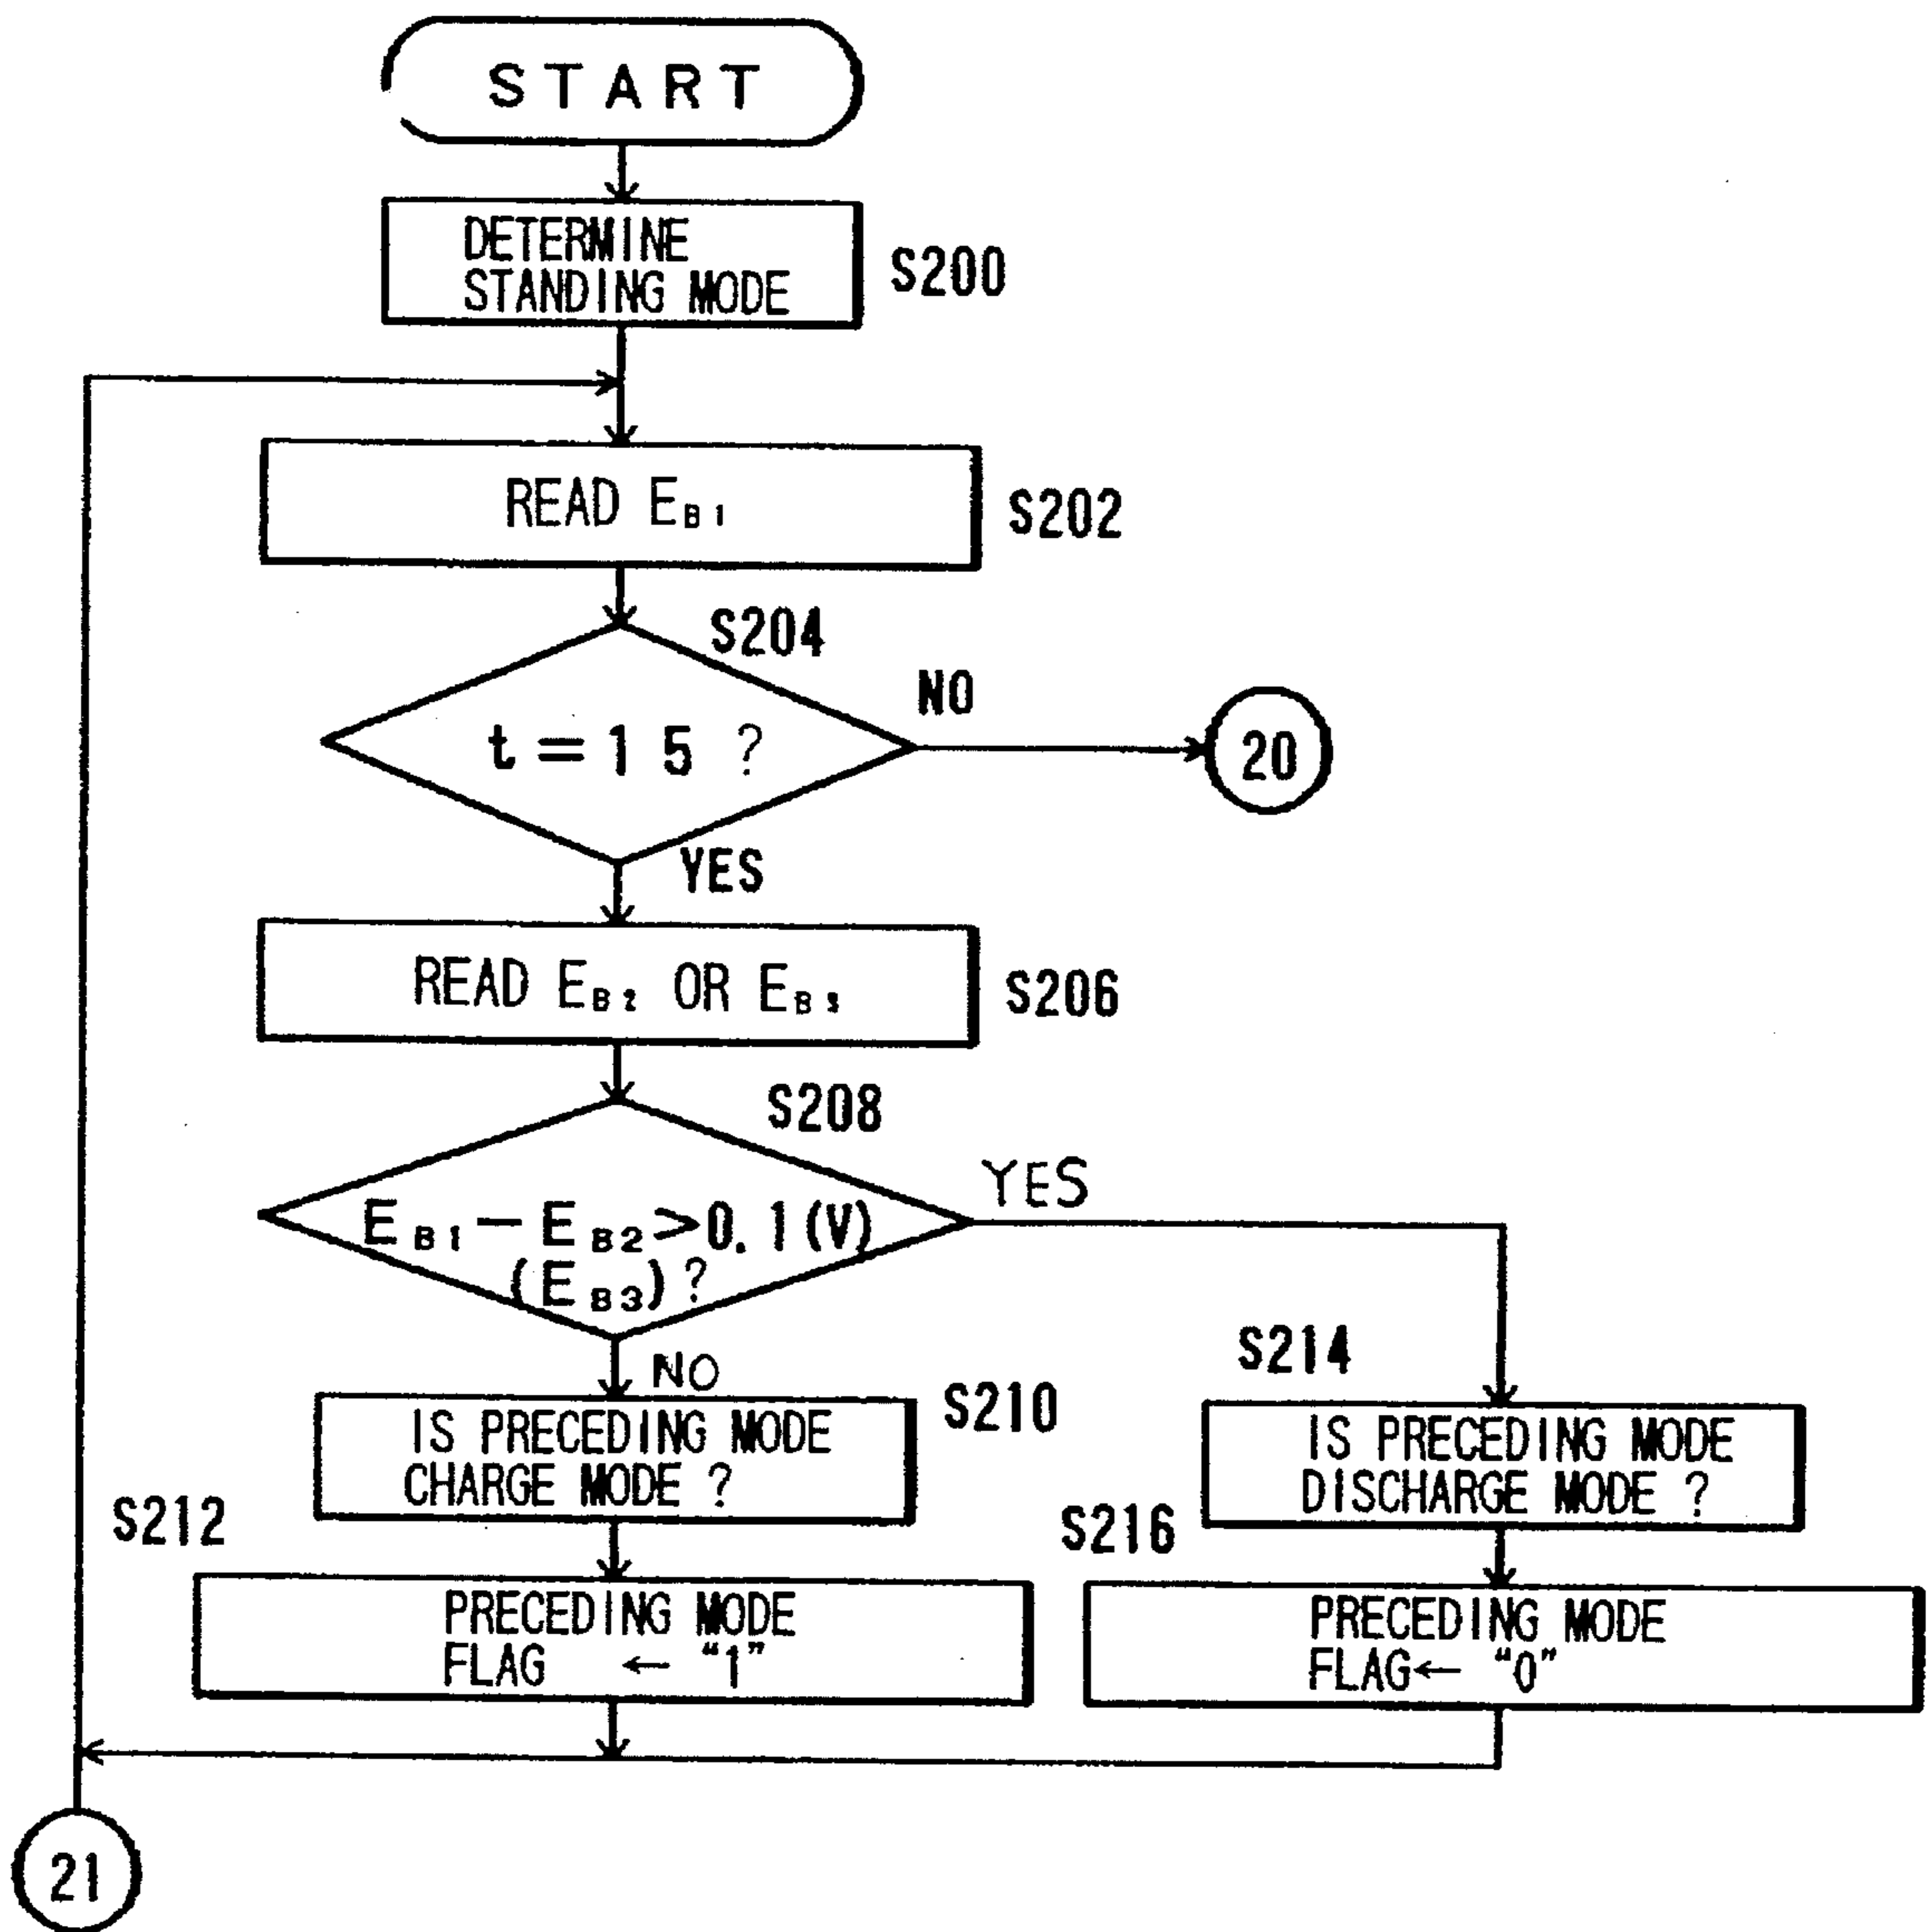 START
DETERMINE
STANDING MODE
S200
READ EB1
S202
S204
t=15 ?
NO
20
YES
READ EB2 OR EB3
S206
S208
EB1－EB2＞0.1(V)
(EB3)?
YES
NO
S210
IS PRECEDING MODE
CHARGE MODE ?
S214
IS PRECEDING MODE
DISCHARGE MODE ?
S212
PRECEDING MODE
FLAG ← “1”
S216
PRECEDING MODE
FLAG← “0”
21